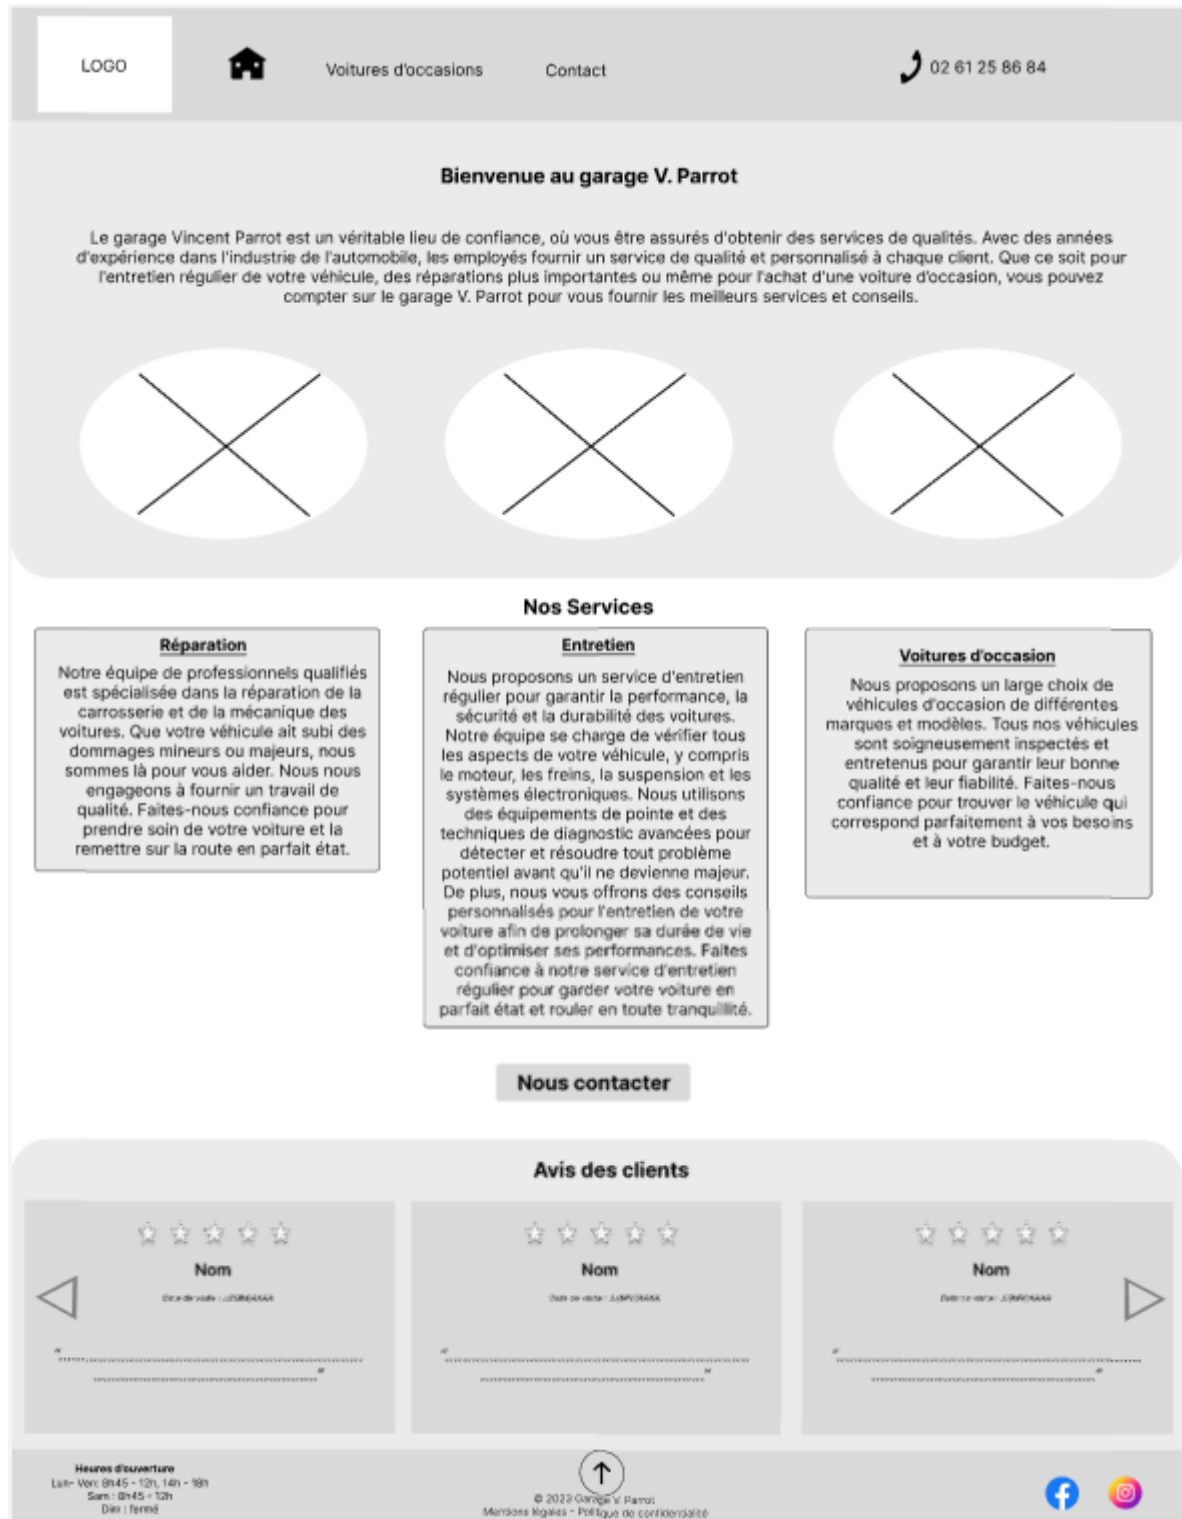 LOGO
Voitures d'occasions
Contact
02 61 25 86 84
Bienvenue au garage V. Parrot
Le garage Vincent Parrot est un véritable lieu de confiance, où vous être assurés d'obtenir des services de qualités. Avec des années
d'expérience dans l'industrie de l'automobile, les employés fournir un service de qualité et personnalisé à chaque client. Que ce soit pour
l'entretien régulier de votre véhicule, des réparations plus importantes ou même pour l'achat d'une voiture d'occasion, vous pouvez
compter sur le garage V. Parrot pour vous fournir les meilleurs services et conseils.
Nos Services
Réparation
Notre équipe de professionnels qualifiés
est spécialisée dans la réparation de la
carrosserie et de la mécanique des
voitures. Que votre véhicule ait subi des
dommages mineurs ou majeurs, nous
sommes là pour vous aider. Nous nous
engageons à fournir un travail de
qualité. Faites-nous confiance pour
prendre soin de votre voiture et la
remettre sur la route en parfait état.
Entretien
Nous proposons un service d'entretien
régulier pour garantir la performance, la
sécurité et la durabilité des voitures.
Notre équipe se charge de vérifier tous
les aspects de votre véhicule, y compris
le moteur, les freins, la suspension et les
systèmes électroniques. Nous utilisons
des équipements de pointe et des
techniques de diagnostic avancées pour
détecter et résoudre tout problème
potentiel avant qu'il ne devienne majeur.
De plus, nous vous offrons des conseils
personnalisés pour l'entretien de votre
voiture afin de prolonger sa durée de vie
et d'optimiser ses performances. Faites
confiance à notre service d'entretien
régulier pour garder votre voiture en
parfait état et rouler en toute tranquillité.
Voitures d'occasion
Nous proposons un large choix de
véhicules d'occasion de différentes
marques et modèles. Tous nos véhicules
sont soigneusement inspectés et
entretenus pour garantir leur bonne
qualité et leur fiabilité. Faites-nous
confiance pour trouver le véhicule qui
correspond parfaitement à vos besoins
et à votre budget.
Nous contacter
Avis des clients
Nom
Nom
Nom
Heures d'ouverture
Lun- Ven: 8h45 - 12h, 14h - 18h
Sam : 8h45 - 12h
Dim : fermé
© 2023 Garage V. Parrot
Mentions légales - Politique de confidentialité